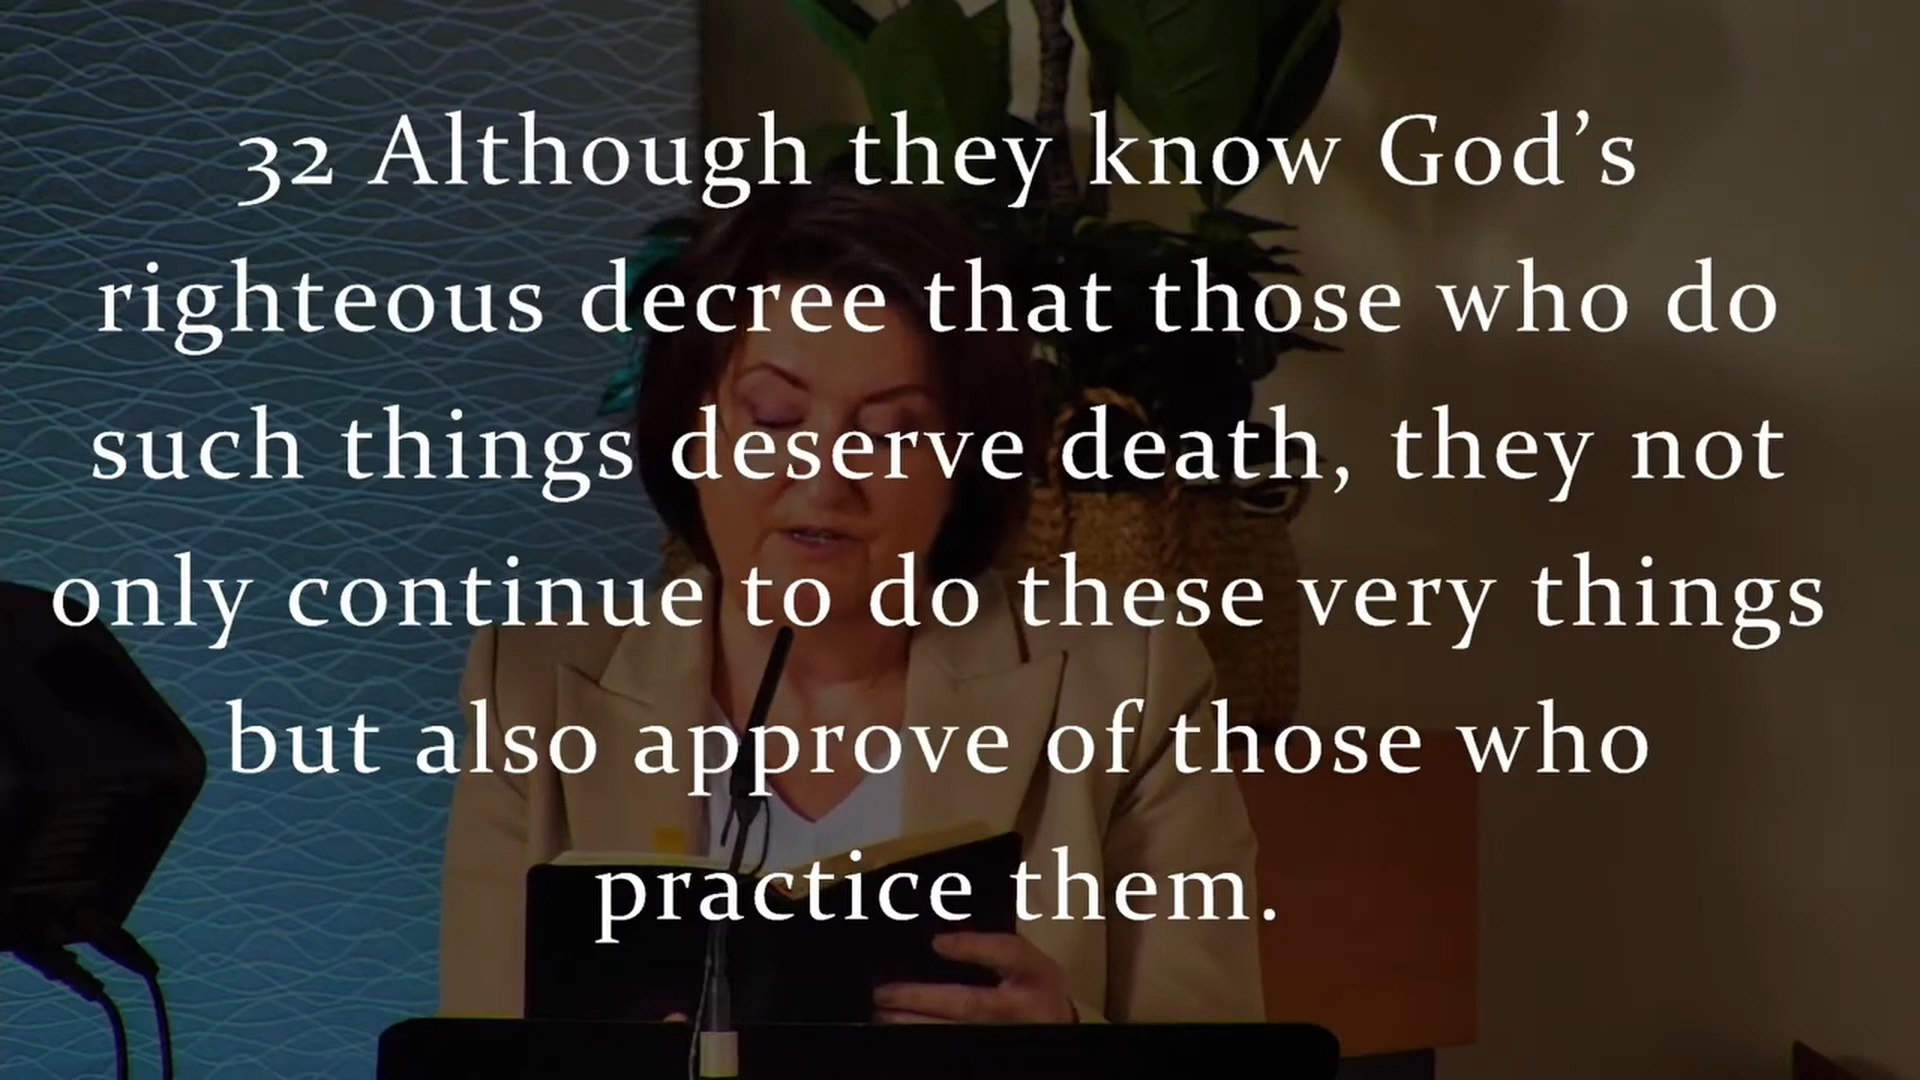 32 Although they know God’s
righteous decree that those who do
such things deserve death, they not
only continue to do these very things
but also approve of those who
practice them.